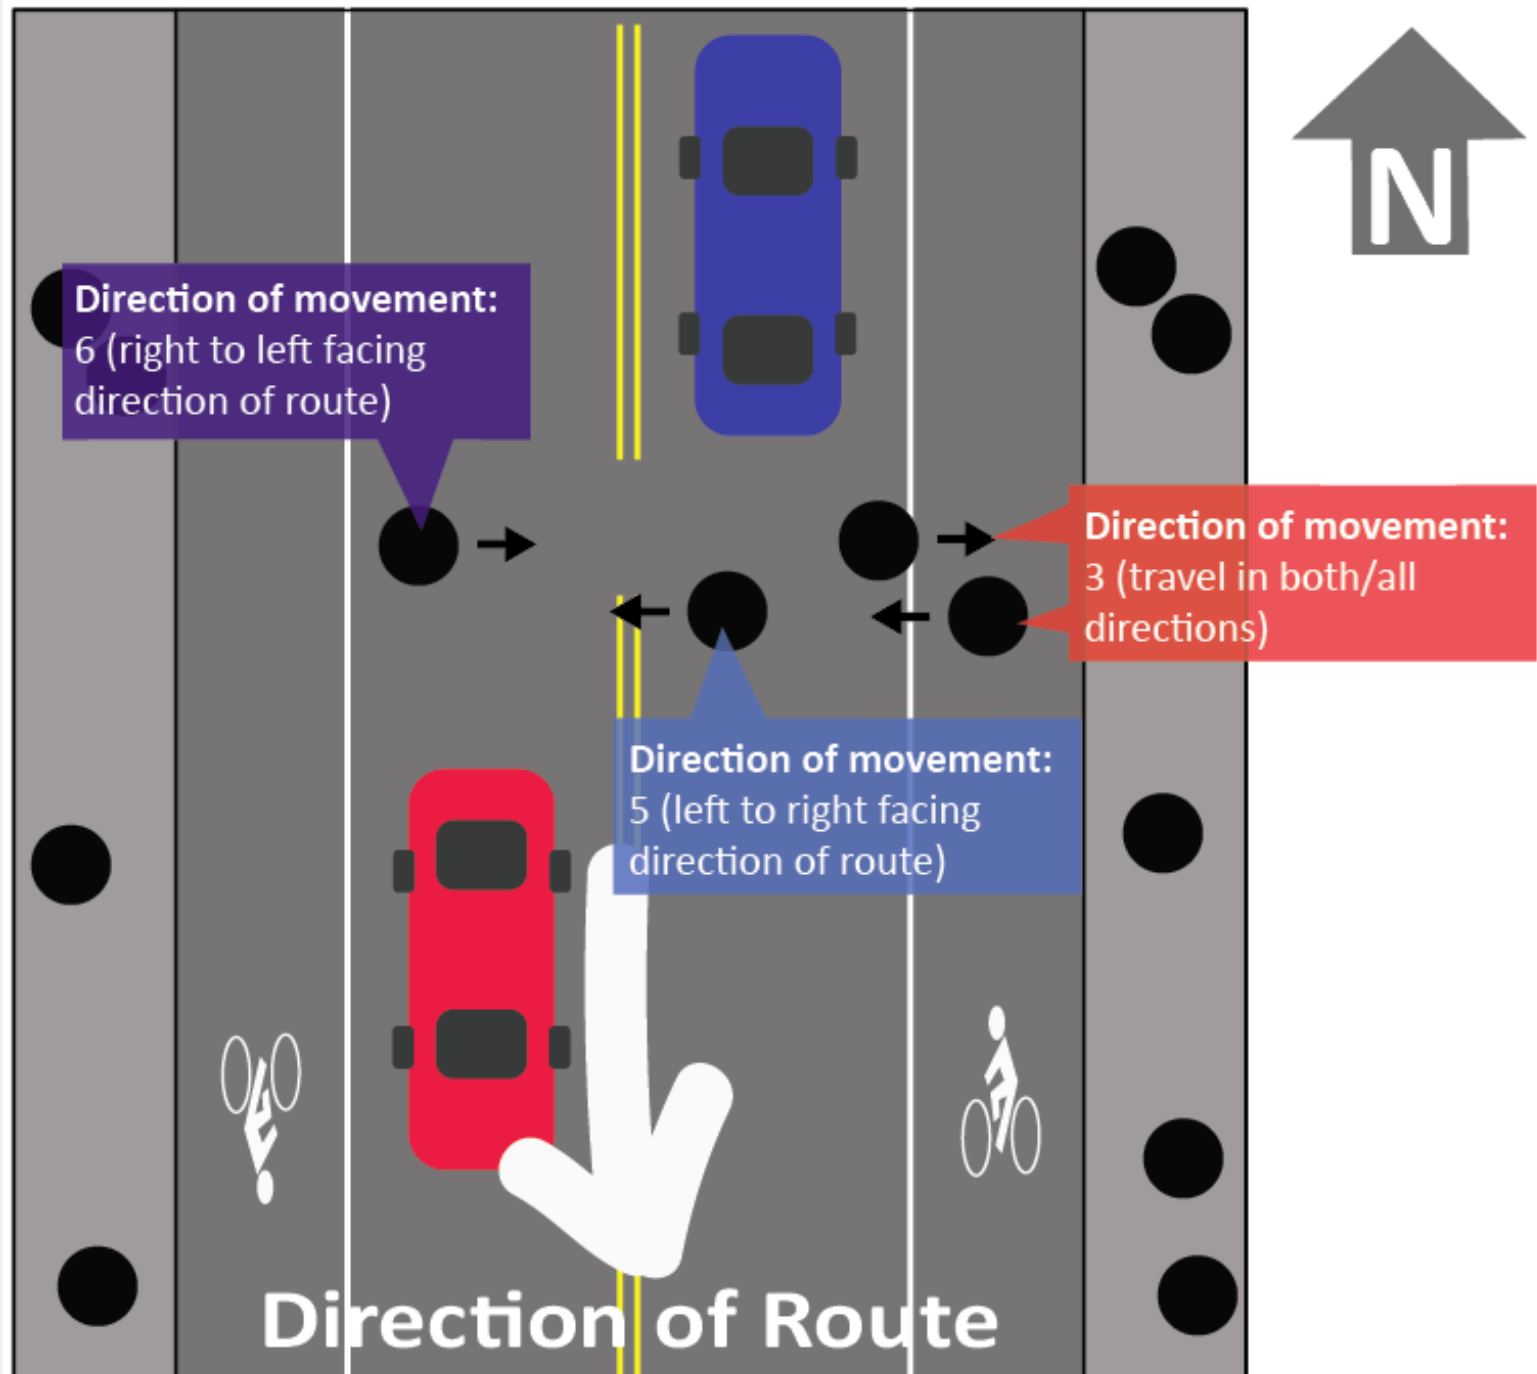 N
Direction of movement:
6 (right to left facing
direction of route)
Direction of movement:
3 (travel in both/all
directions)
Direction of movement:
5 (left to right facing
direction of route)
Direction of Route